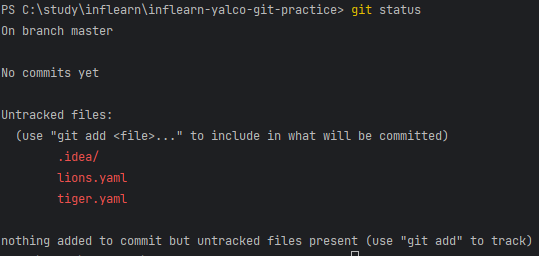 PS C:\study\inflearn\inflearn-yalco-git-practice> git status
On branch master
No commits yet
Untracked files:
(use "git add <file>..." to include in what will be committed)
.idea/
lions.yaml
tiger.yaml
nothing added to commit but untracked files present (use "git add" to track)